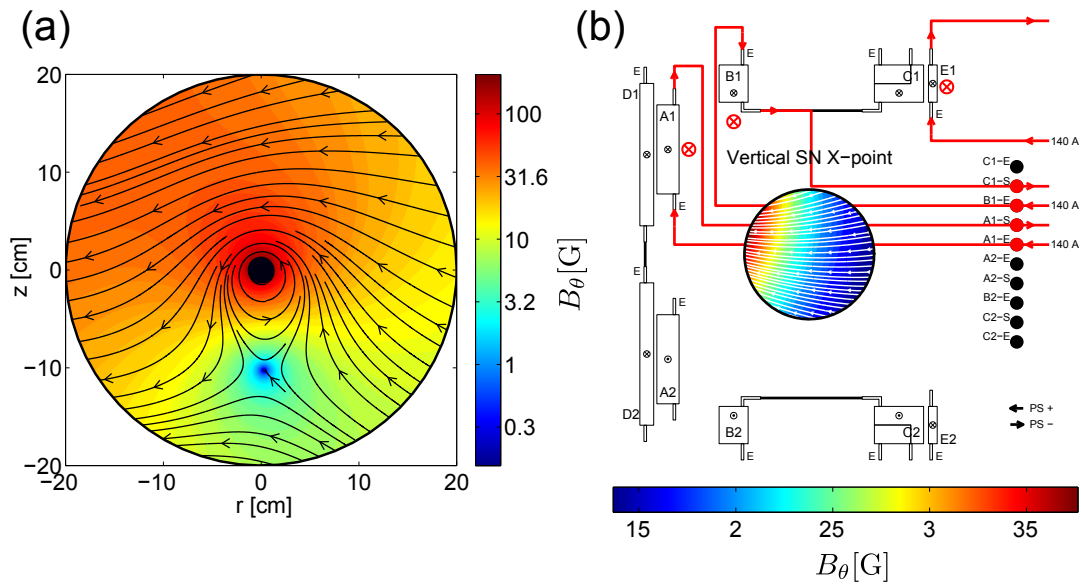 (a)
20
10
0
−10
−20
z [cm]
−20
−10
0
10
20
r [cm]
100
31.6
10
3.2
1
0.3
Bθ[G]
(b)
E
B1
E
D1
A1
E
C1
E1
E
140 A
Vertical SN X−point
C1−E
C1−S
B1−E
140 A
A1−S
A1−E
140 A
A2−E
A2−S
B2−E
C2−S
C2−E
E
E
E
A2
D2
B2
E
C2
E
E2
E
PS +
PS −
15
2
25
3
35
Bθ[G]